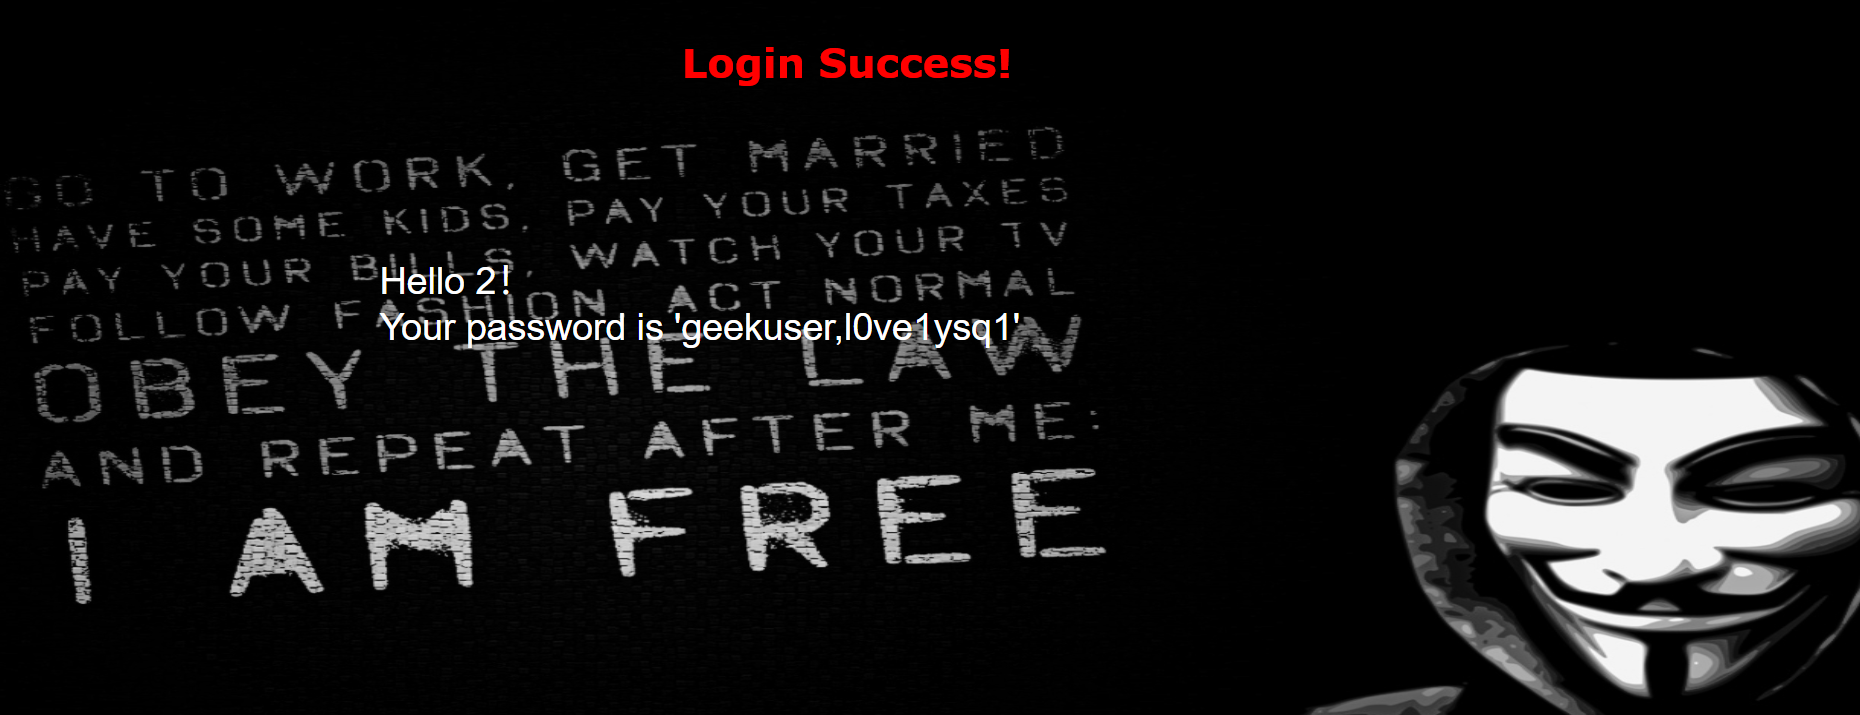 Login Success!
GO TO WORK, GET MARRIED
HAVE SOME KIDS, PAY YOUR TAXES
PAY YOUR BILLS, WATCH YOUR TV
FOLLOW FASHION ACT NORMAL
OBEY THE LAW
AND REPEAT AFTER ME:
I AM FREE
Hello 2！
Your password is 'geekuser,l0ve1ysq1'